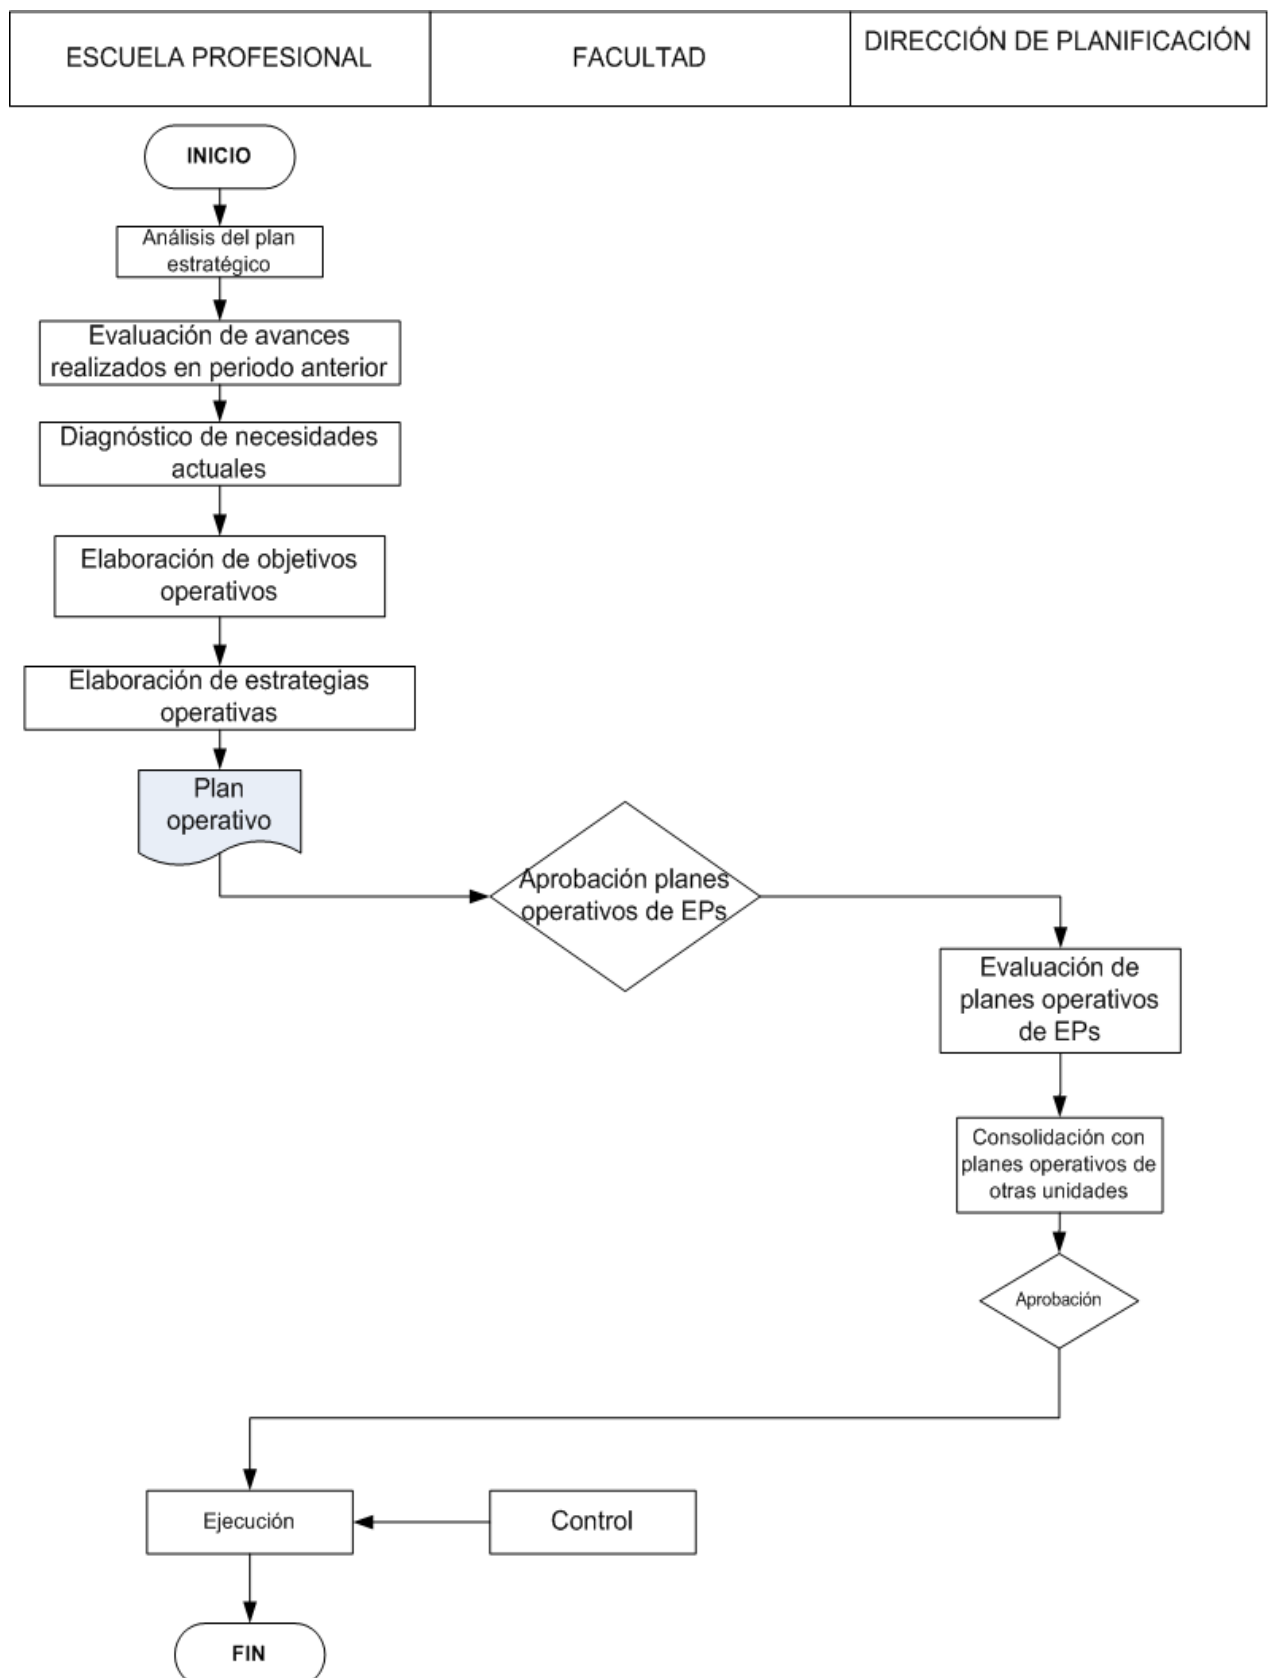 ESCUELA PROFESIONAL
FACULTAD
DIRECCIÓN DE PLANIFICACIÓN
INICIO
Análisis del plan
estratégico
Evaluación de avances
realizados en periodo anterior
Diagnóstico de necesidades
actuales
Elaboración de objetivos
operativos
Elaboración de estrategias
operativas
Plan
operativo
Aprobación planes
operativos de EPs
Evaluación de
planes operativos
de EPs
Consolidación con
planes operativos de
otras unidades
Aprobación
Ejecución
Control
FIN